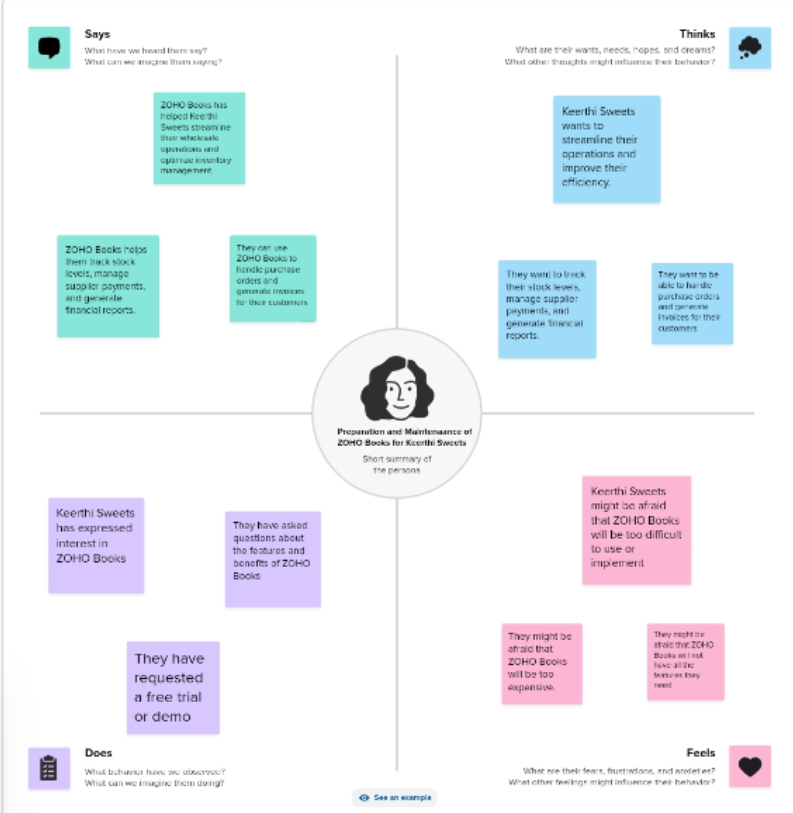 Says
What have we heard them say?
What can we imagine them saying?
Thinks
What are their wants, needs, hopes, and dreams?
What other thoughts might influence their behavior?
ZOHO Books has
helped Keerthi
Sweets streamline
their wholesale
operations and
optimize inventory
management.
Keerthi Sweets
wants to
streamline their
operations and
improve their
efficiency.
ZOHO Books helps
them track stock
levels, manage
supplier payments,
and generate
financial reports.
They can use
ZOHO Books to
handle purchase
orders and
generate invoices
for their customers
They want to track
their stock levels,
manage supplier
payments, and
generate financial
reports.
They want to be
able to handle
purchase orders
and generate
invoices for their
customers
Preparation and Maintenaance of
ZOHO Books for Keerthi Sweets
Short summary of
the persona
Keerthi Sweets
has expressed
interest in
ZOHO Books
They have asked
questions about
the features and
benefits of ZOHO
Books
They have
requested
a free trial
or demo
Keerthi Sweets
might be afraid
that ZOHO Books
will be too difficult
to use or
implement
They might be
afraid that
ZOHO Books
will be too
expensive.
They might be
afraid that ZOHO
Books will not
have all the
features they
need
Does
What behavior have we observed?
What can we imagine them doing?
Feels
What are their fears, frustrations, and anxieties?
What other feelings might influence their behavior?
See an example